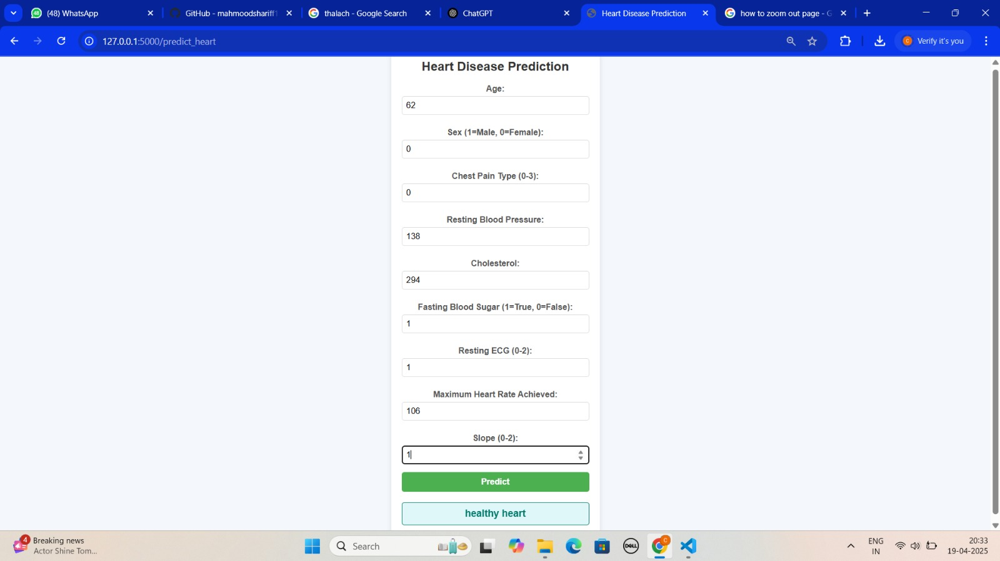 48
(48) WhatsApp
GitHub - mahmoodshariff1
thalach - Google Search
ChatGPT
Heart Disease Prediction
how to zoom out page - G
127.0.0.1:5000/predict_heart
C
Verify it's you
Heart Disease Prediction
Age:
62
Sex (1=Male, 0=Female):
0
Chest Pain Type (0-3):
0
Resting Blood Pressure:
138
Cholesterol:
294
Fasting Blood Sugar (1=True, 0=False):
1
Resting ECG (0-2):
1
Maximum Heart Rate Achieved:
106
Slope (0-2):
1
Predict
healthy heart
4
Breaking news
Actor Shine Tom...
Search
DELL
C
ENG
IN
20:33
19-04-2025